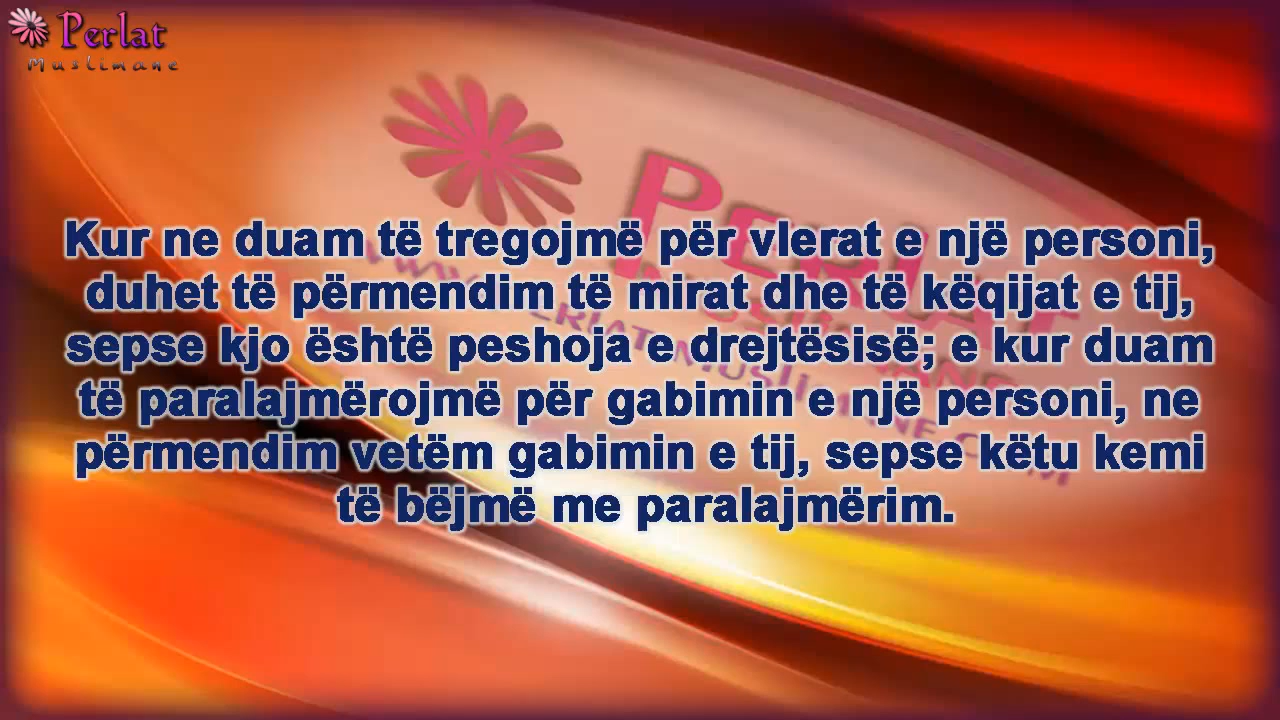 Perlat
Muslimane
Kur ne duam të tregojmë për vlerat e një personi,
duhet të përmendim të mirat dhe të këqijat e tij,
sepse kjo është peshoja e drejtësisë; e kur duam
të paralajmërojmë për gabimin e një personi, ne
përmendim vetëm gabimin e tij, sepse këtu kemi
të bëjmë me paralajmërim.